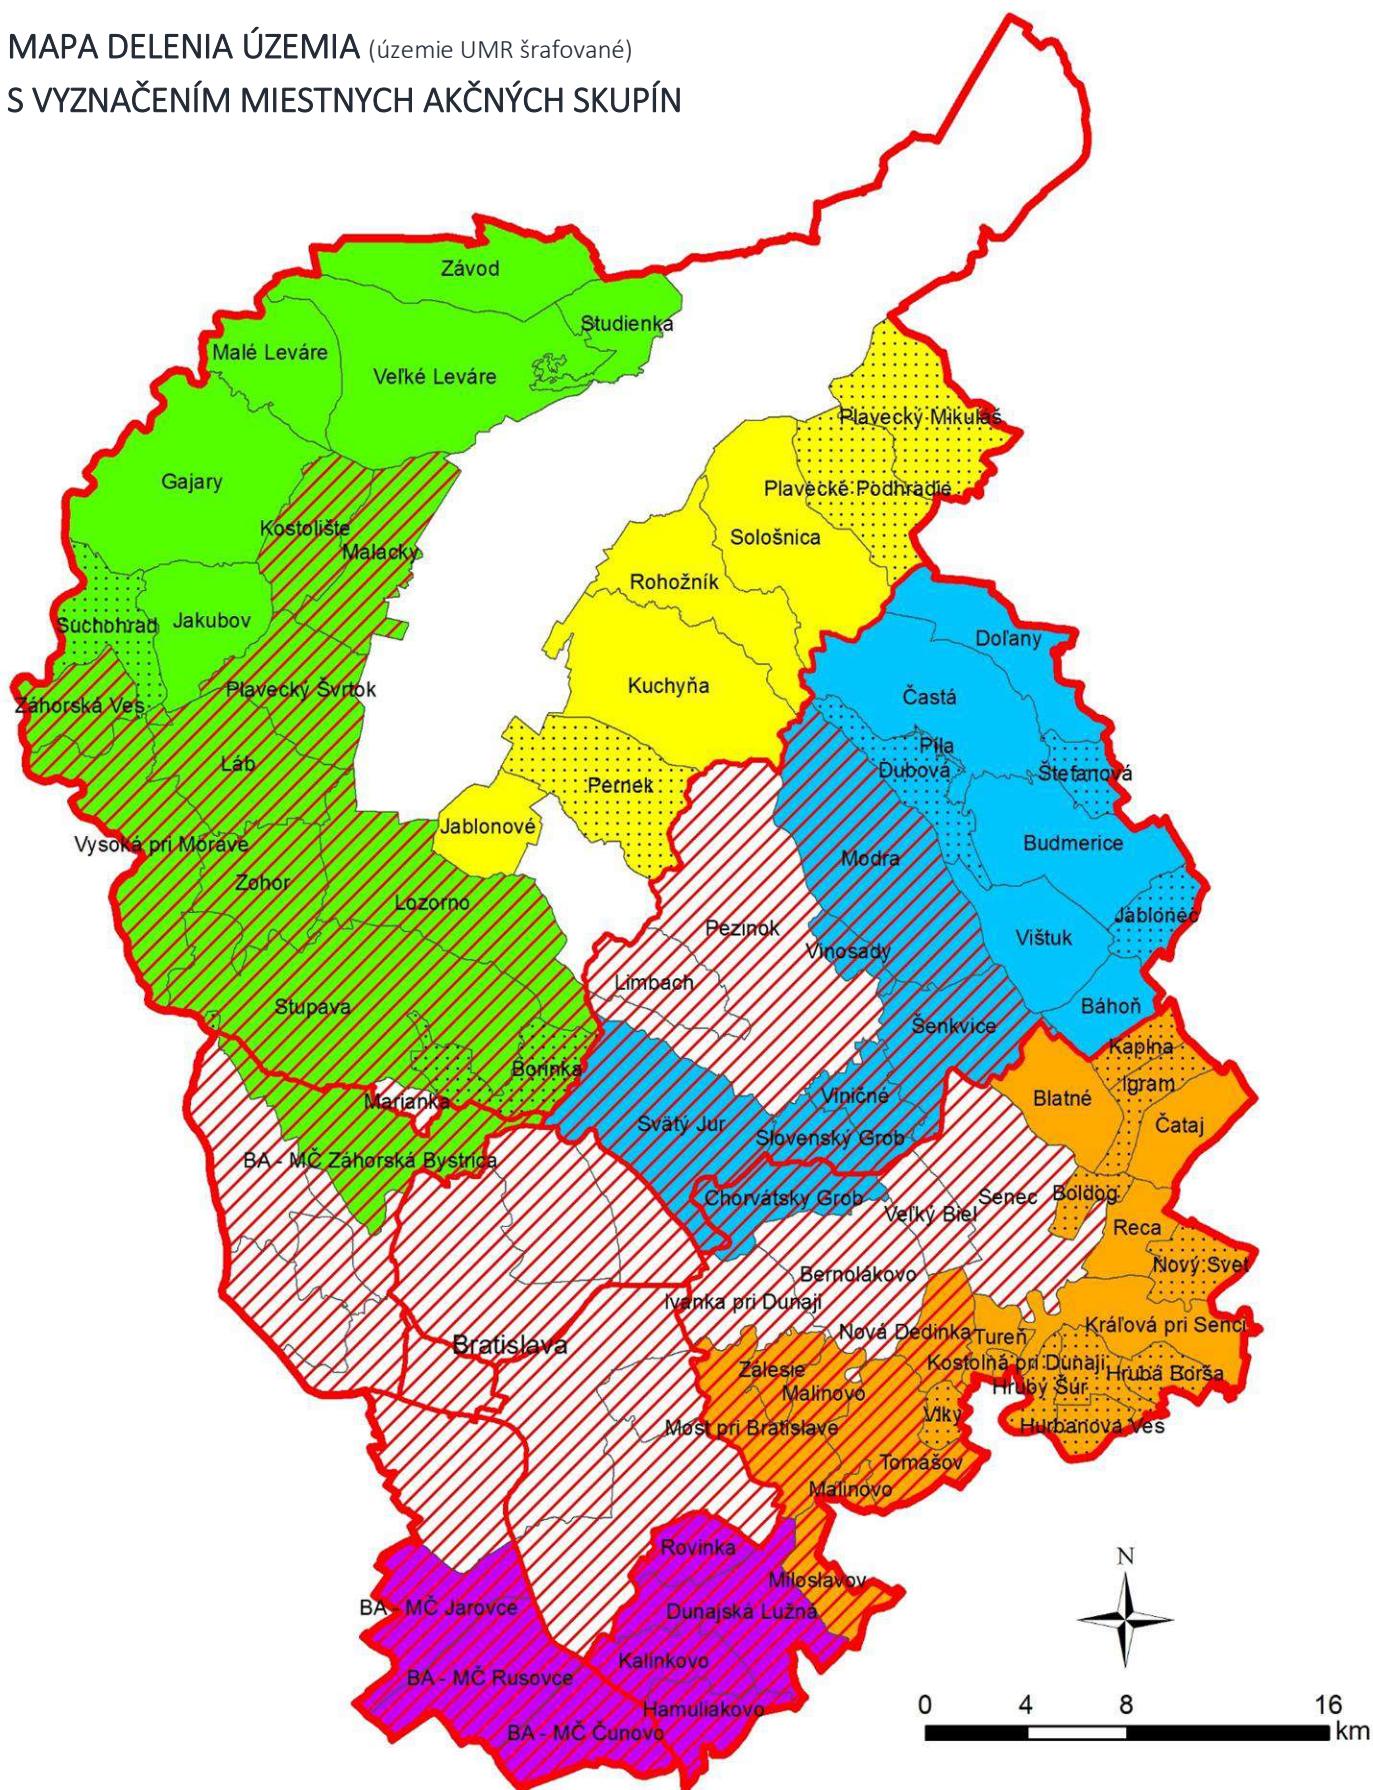 MAPA DELENIA ÚZEMIA (územie UMR šrafované)
S VYZNAČENÍM MIESTNYCH AKČNÝCH SKUPÍN
Závod
Studienka
Malé Leváre
Veľké Leváre
Plavecký Mikuláš
Gajary
Plavecké Podhradie
Kostolište
Sološnica
Malacky
Rohožník
Suchohrad
Jakubov
Doľany
Kuchyňa
Plavecký Švrtok
Častá
Záhorská Ves
Píla
Láb
Dubová
Štefanová
Pernek
Jablonové
Vysoká pri Morave
Budmerice
Modra
Zohor
Lozorno
Jablonec
Pezinok
Vištuk
Vinosady
Limbach
Stupava
Báhoň
Šenkvice
Kaplna
Borinka
Igram
Marianka
Viničné
Blatné
Svätý Jur
Čataj
Slovenský Grob
BA - MČ Záhorská Bystrica
Chorvátsky Grob
Senec
Boldog
Veľký Biel
Reca
Nový Svet
Bernolákovo
Ivanka pri Dunaji
Kráľová pri Senci
Nová Dedinka
Tureň
Bratislava
Kostolná pri Dunaji
Zálesie
Hrubá Borša
Hrubý Šúr
Malinovo
Vlky
Most pri Bratislave
Hurbanova Ves
Tomášov
Malinovo
Rovinka
N
Miloslavov
BA - MČ Jarovce
Dunajská Lužná
Kalinkovo
BA - MČ Rusovce
Hamuliakovo
BA - MČ Čunovo
0 4 8 16
km